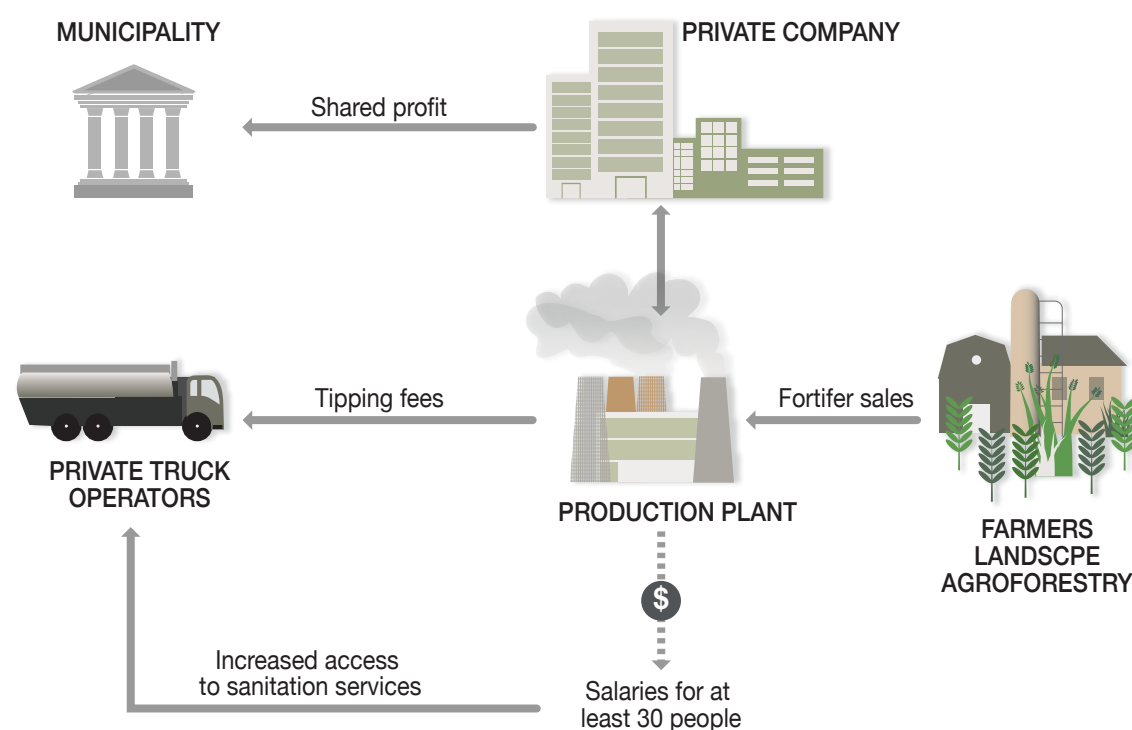 MUNICIPALITY
PRIVATE COMPANY
Shared profit
Tipping fees
Fortifer sales
PRIVATE TRUCK
OPERATORS
PRODUCTION PLANT
FARMERS
LANDSCPE
AGROFORESTRY
$
Increased access
to sanitation services
Salaries for at
least 30 people